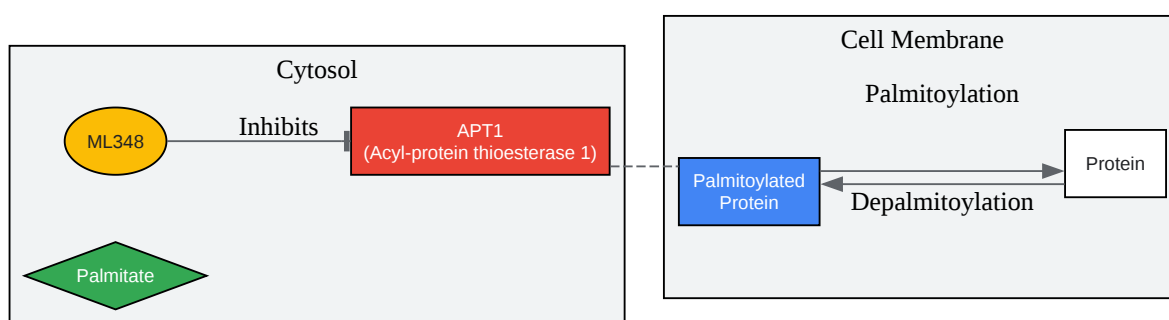 Cytosol
ML348
Inhibits
APT1
(Acyl-protein thioesterase 1)
Palmitate
Cell Membrane
Palmitoylation
Palmitoylated
Protein
Protein
Depalmitoylation